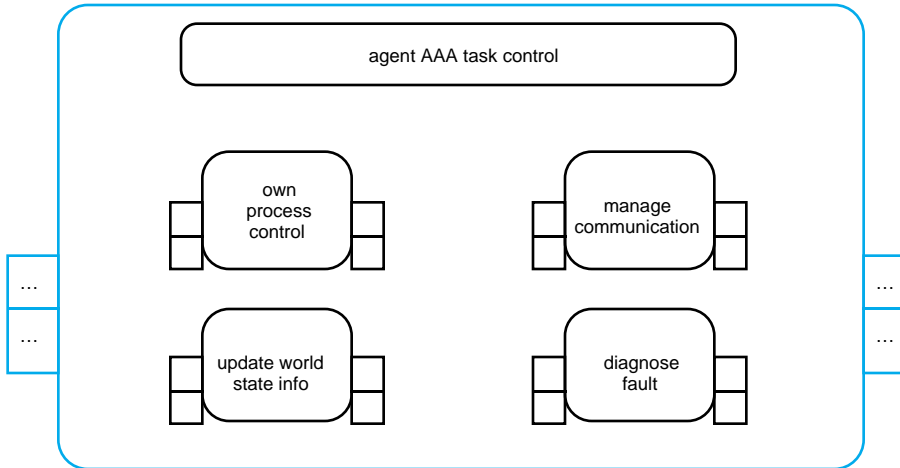 agent AAA task control
own
process
control
manage
communication
...
...
...
...
update world
state info
diagnose
fault